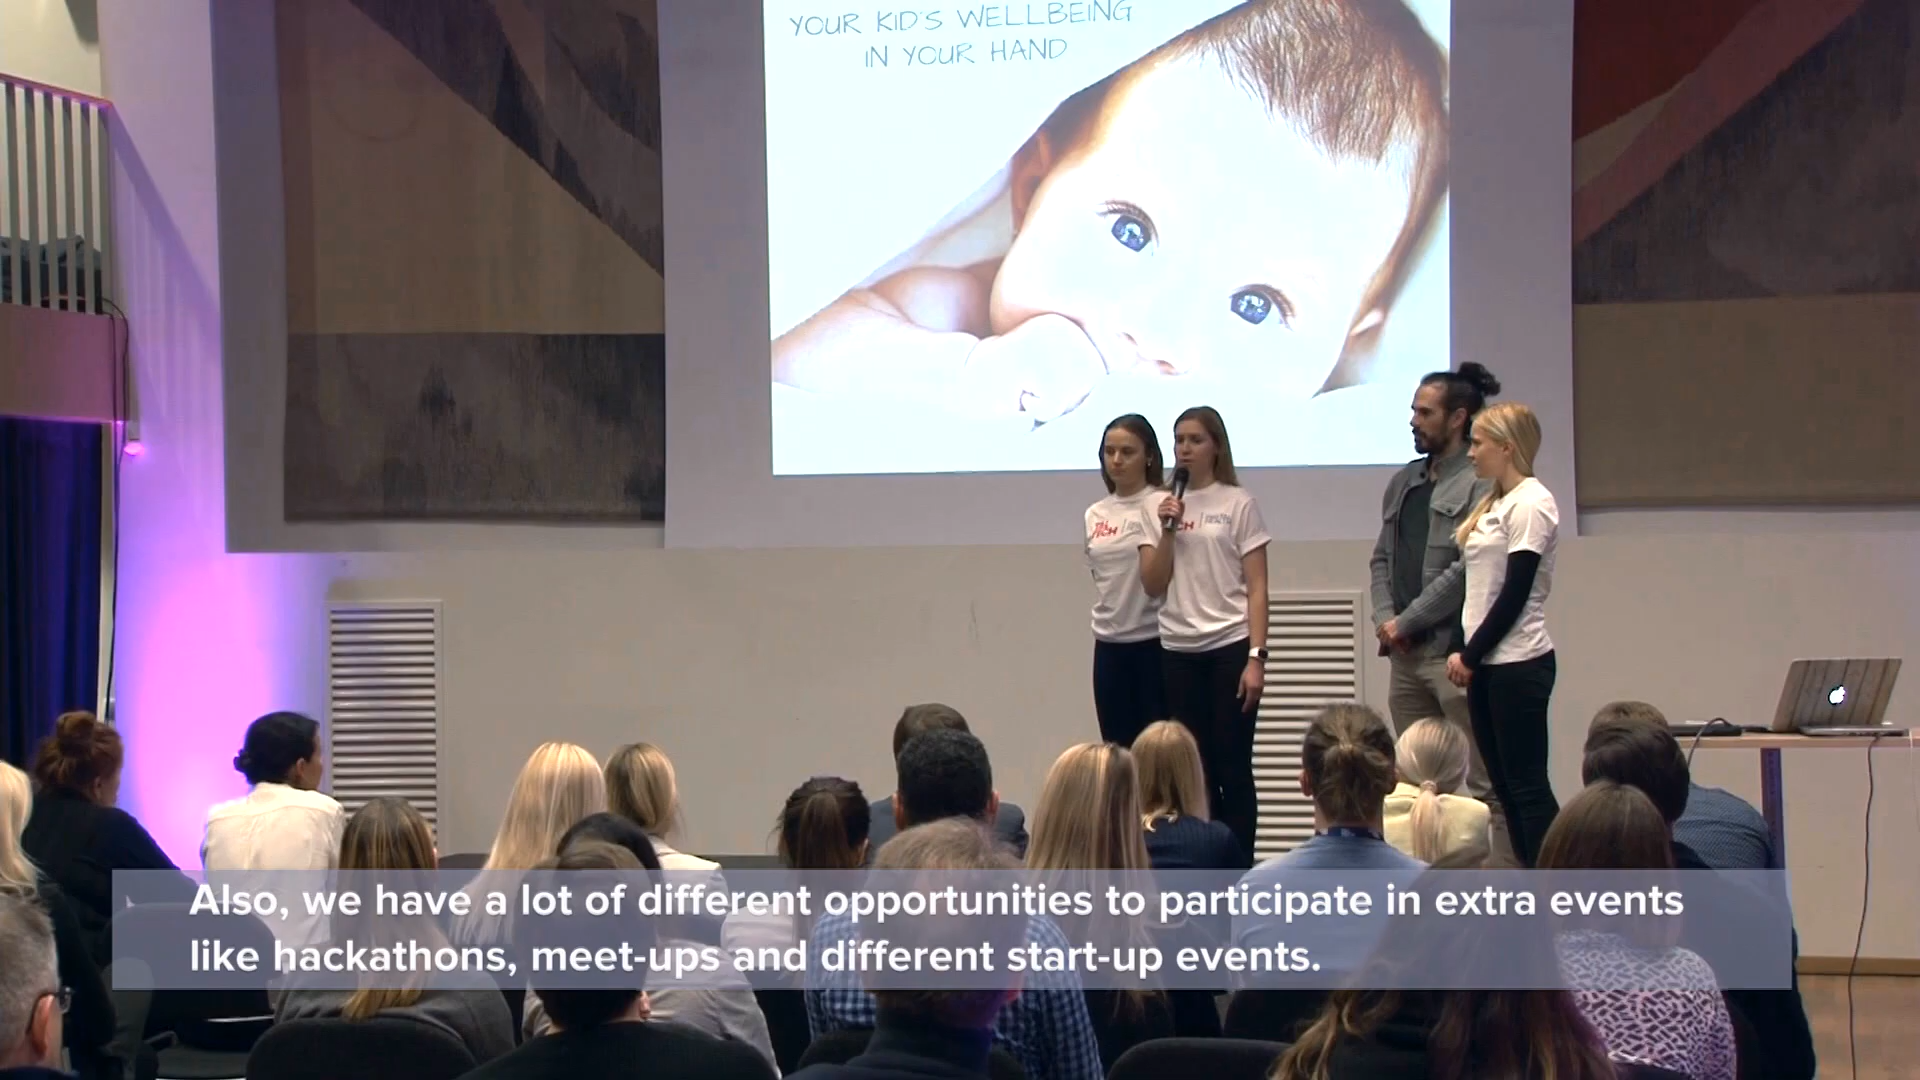 YOUR KID'S WELLBEING
IN YOUR HAND
Also, we have a lot of different opportunities to participate in extra events
like hackathons, meet-ups and different start-up events.